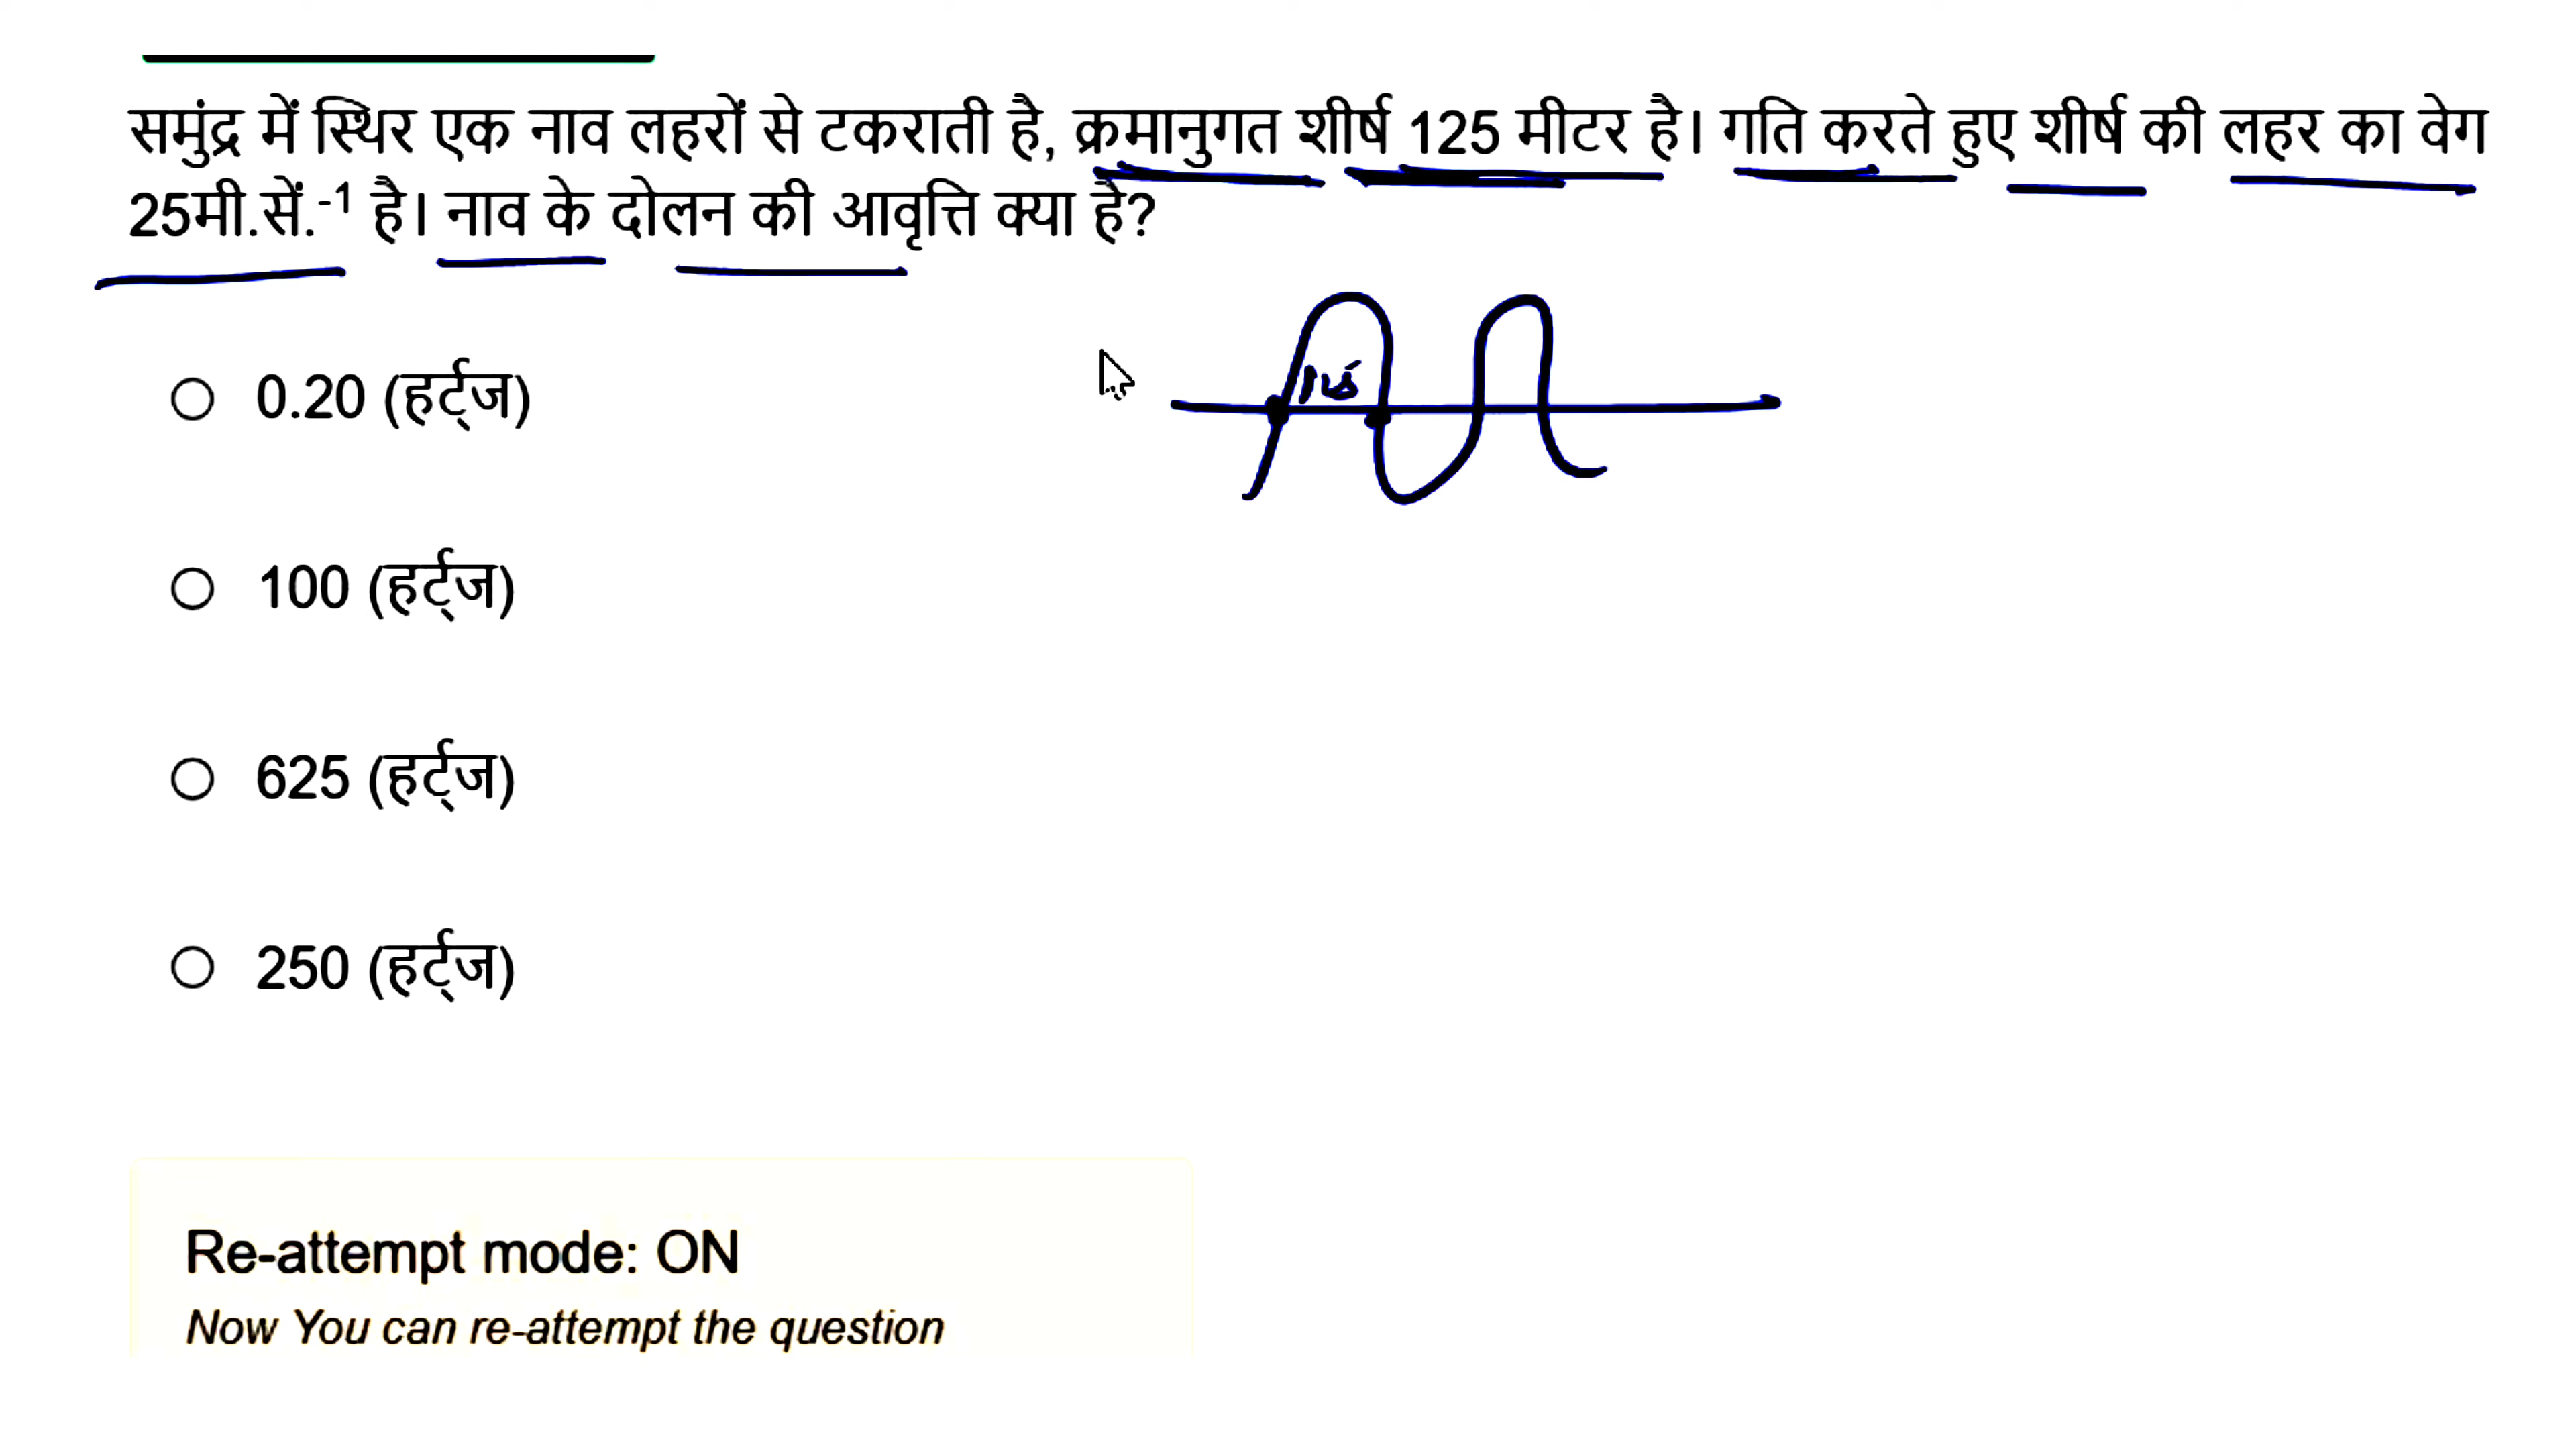 समुंद्र में स्थिर एक नाव लहरों से टकराती है, क्रमानुगत शीर्ष 125 मीटर है। गति करते हुए शीर्ष की लहर का वेग
25मी.सें.⁻¹ है। नाव के दोलन की आवृत्ति क्या है?
125
0.20 (हर्ट्ज)
100 (हर्ट्ज)
625 (हर्ट्ज)
250 (हर्ट्ज)
Re-attempt mode: ON
Now You can re-attempt the question